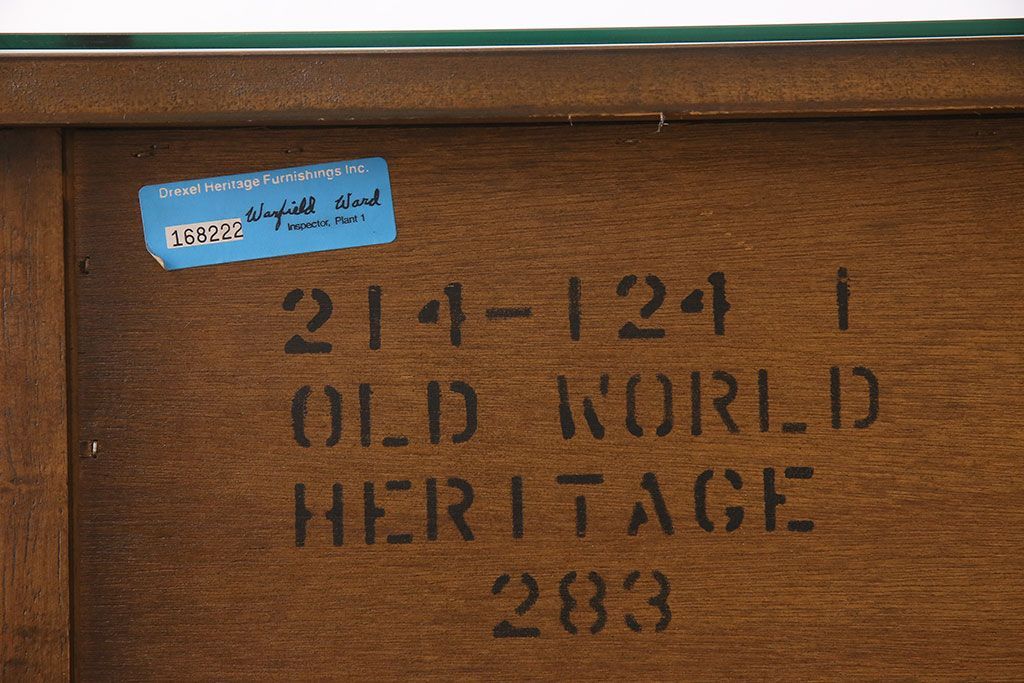 Drexel Heritage Furnishings Inc.
168222 Warfield Ward
Inspector, Plant 1
214-124 1
OLD WORLD
HERITAGE
283